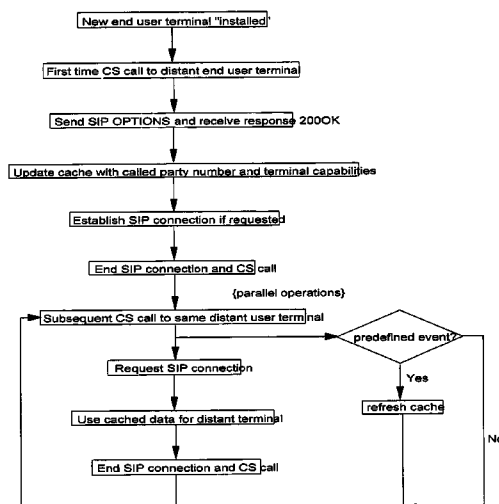 New end user terminal "installed"
First time CS call to distant end user terminal
Send SIP OPTIONS and receive response 200OK
Update cache with called party number and terminal capabilities
Establish SIP connection if requested
End SIP connection and CS call
{parallel operations}
Subsequent CS call to same distant user terminal
predefined event?
Request SIP connection
Yes
refresh cache
Use cached data for distant terminal
No
End SIP connection and CS call